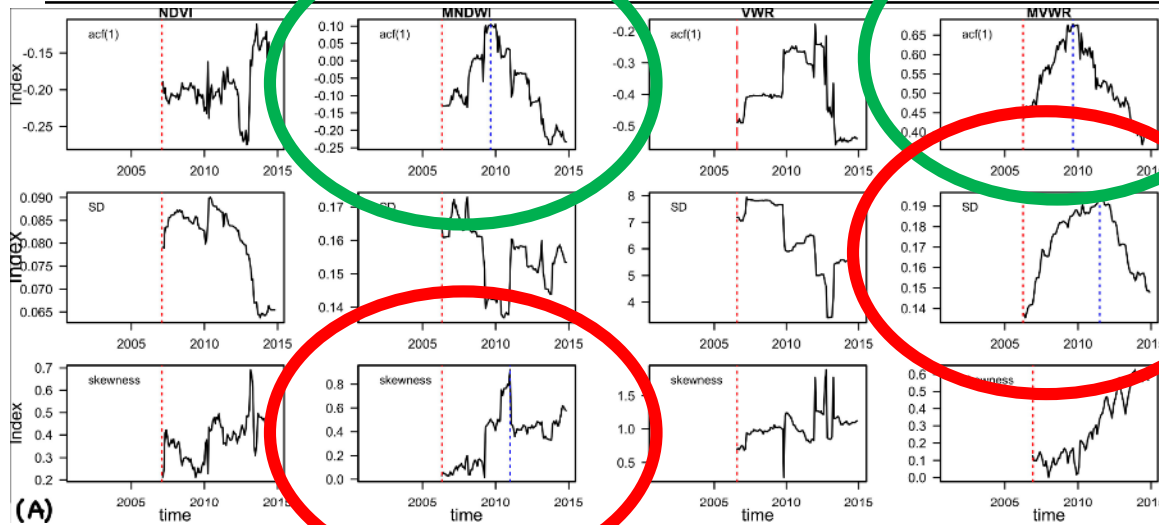 NDVI MNDWI VWR MVWR
acf(1) acf(1) acf(1) acf(1)
Index
-0.15 -0.20 -0.25
0.10 0.05 0.00 -0.05 -0.10 -0.15 -0.20 -0.25
-0.2 -0.3 -0.4 -0.5
0.65 0.60 0.55 0.50 0.45 0.40
2005 2010 2015 2005 2010 2015 2005 2010 2015 2005 2010 2015
SD SD SD SD
Index
0.090 0.085 0.080 0.075 0.070 0.065
0.17 0.16 0.15 0.14
8 7 6 5 4
0.19 0.18 0.17 0.16 0.15 0.14
2005 2010 2015 2005 2010 2015 2005 2010 2015 2005 2010 2015
skewness skewness skewness skewness
Index
0.7 0.6 0.5 0.4 0.3 0.2
0.8 0.6 0.4 0.2 0.0
1.5 1.0 0.5
0.6 0.5 0.4 0.3 0.2 0.1 0.0
2005 2010 2015 2005 2010 2015 2005 2010 2015 2005 2010 2015
(A) time time time time